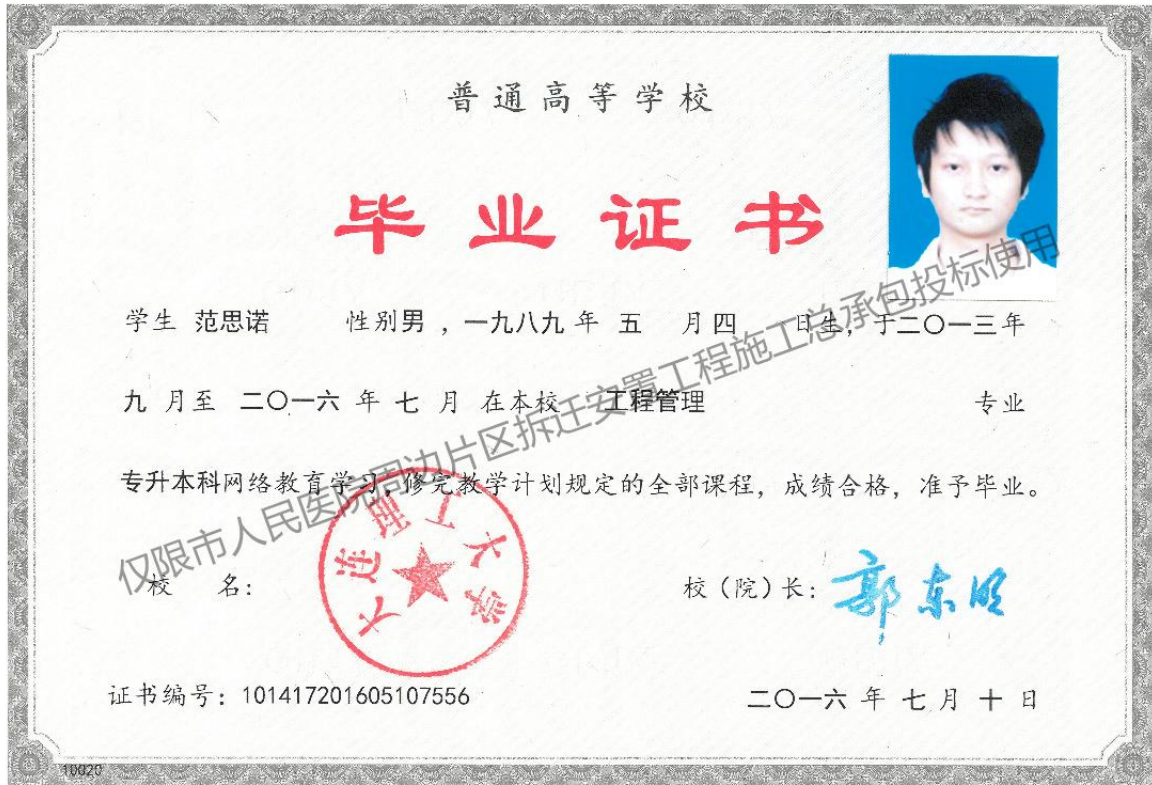 普通高等学校
毕业证书
学生 范思诺 性别男，一九八九年 五 月四 日生，于二〇一三年
九 月至 二〇一六 年 七 月 在本校 工程管理 专业
专升本科网络教育学习，修完教学计划规定的全部课程，成绩合格，准予毕业。
仅限市人民医院周边片区拆迁安置工程施工总承包投标使用
大连理工大学
校 名：
校（院）长：郭东明
证书编号：101417201605107556
二〇一六 年 七 月 十 日
10020